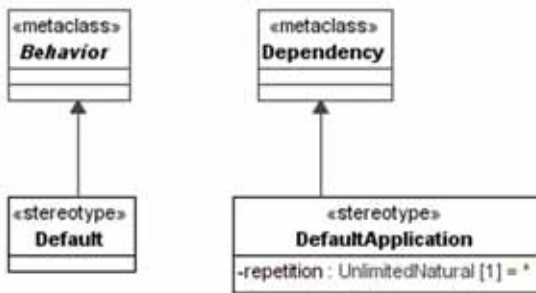 «metaclass»
Behavior
«metaclass»
Dependency
«stereotype»
Default
«stereotype»
DefaultApplication
-repetition : UnlimitedNatural [1] = *